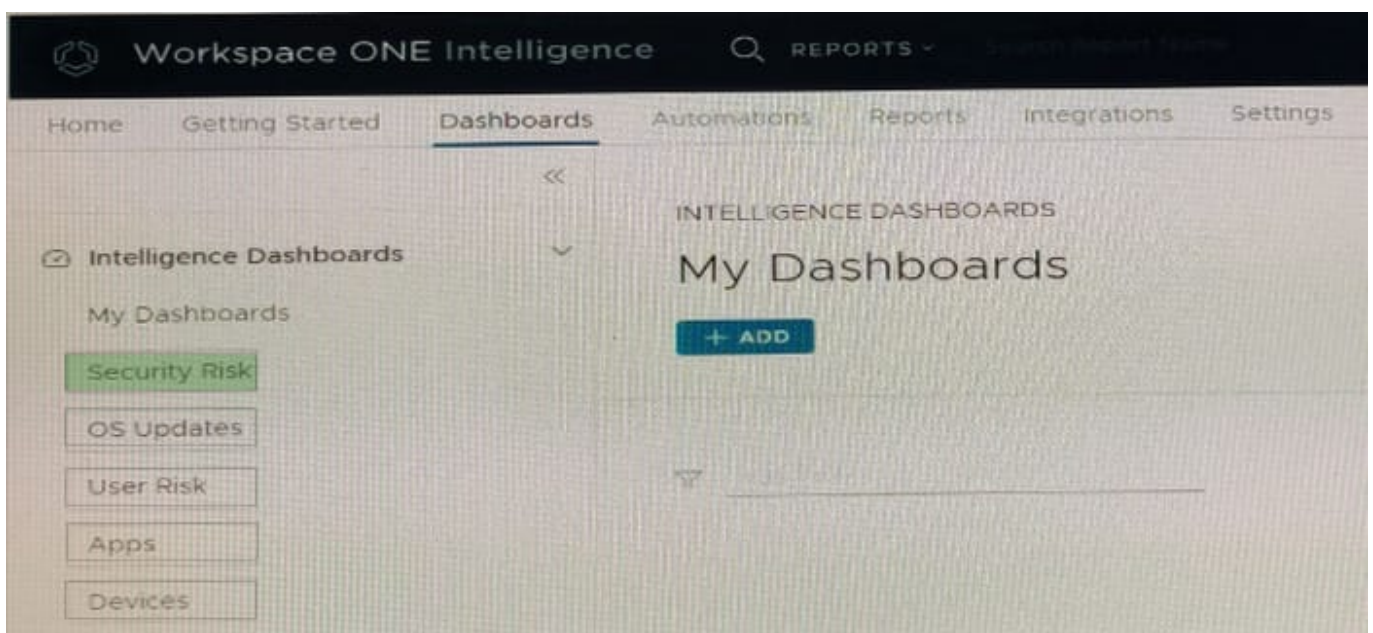 Workspace ONE Intelligence REPORTS
Home Getting Started Dashboards Automations Reports Integrations Settings
INTELLIGENCE DASHBOARDS
Intelligence Dashboards
My Dashboards
My Dashboards
+ ADD
Security Risk
OS Updates
User Risk
Apps
Devices